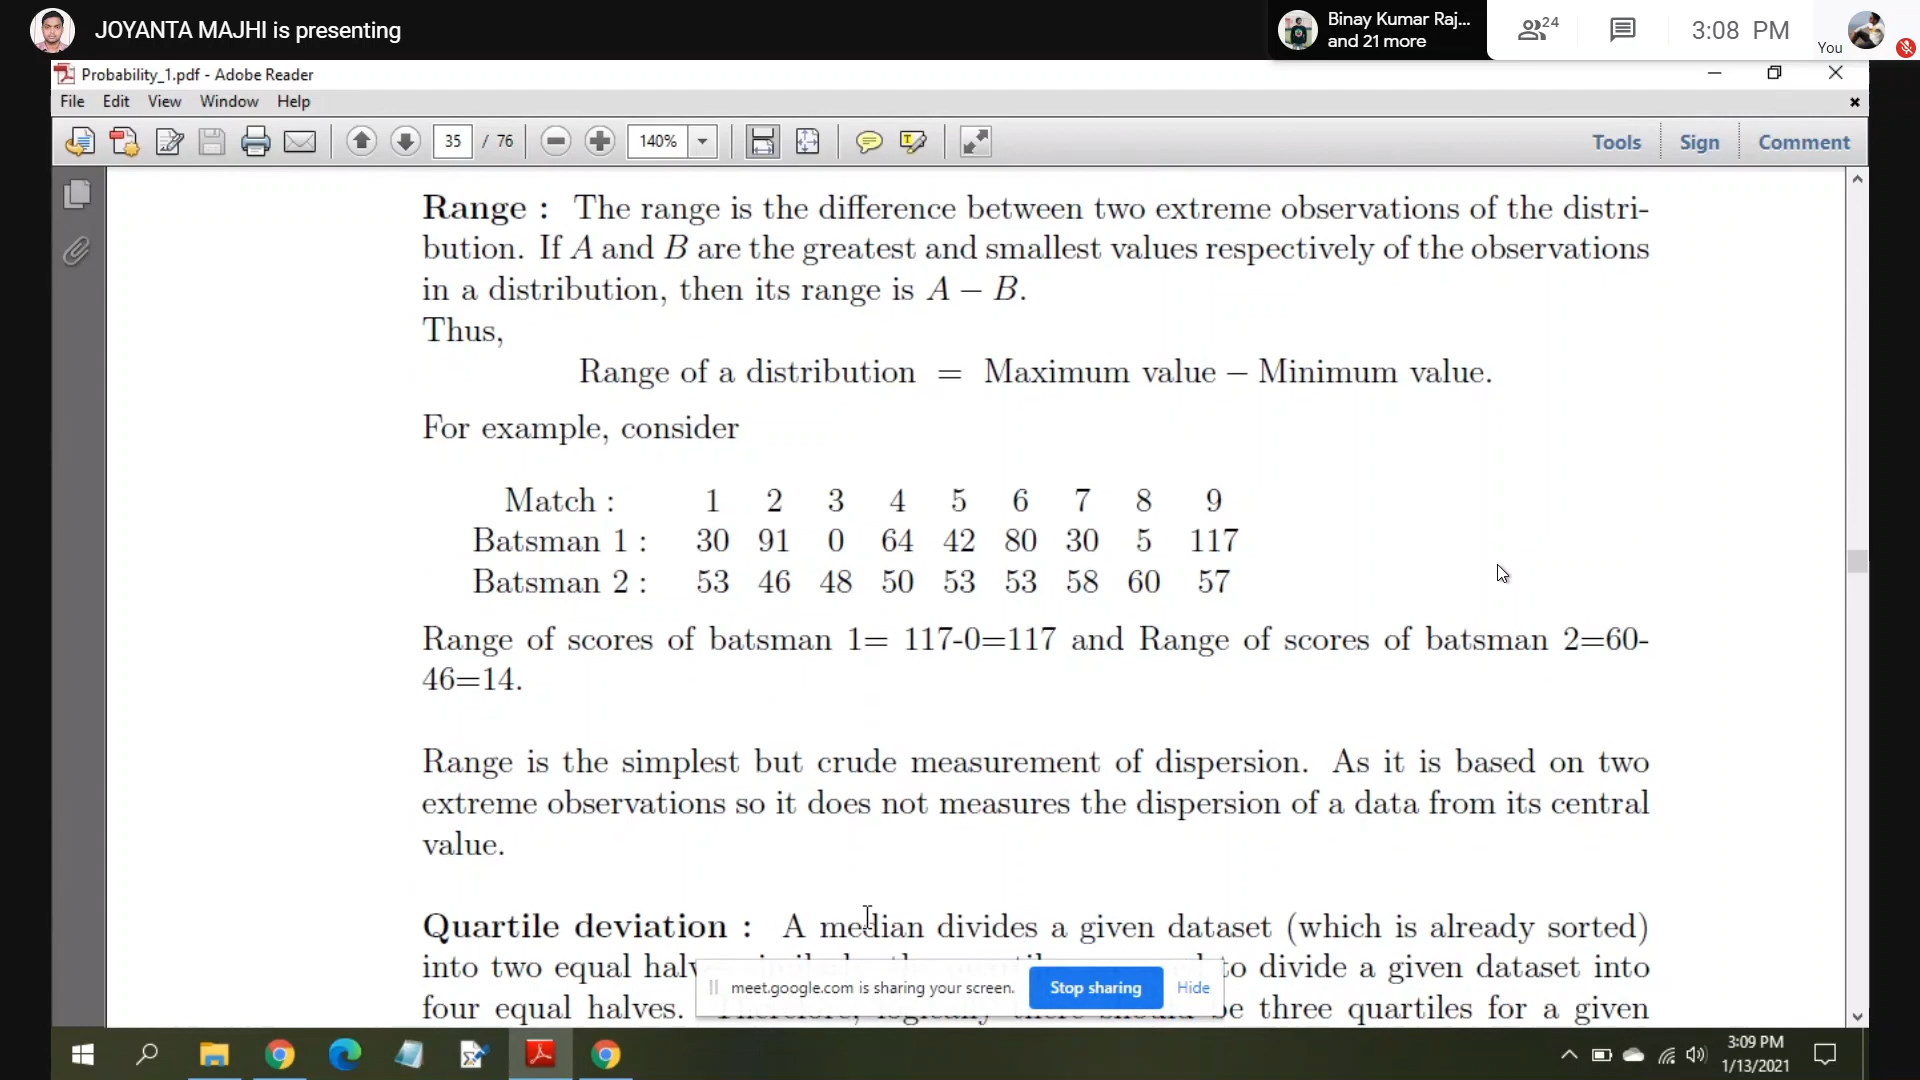 JOYANTA MAJHI is presenting
Binay Kumar Raj...
and 21 more
24
3:08 PM
You
Probability_1.pdf - Adobe Reader
File Edit View Window Help
35 / 76 140% Tools Sign Comment
Range : The range is the difference between two extreme observations of the distri-
bution. If A and B are the greatest and smallest values respectively of the observations
in a distribution, then its range is A − B.
Thus,
Range of a distribution = Maximum value − Minimum value.
For example, consider
Match : 1 2 3 4 5 6 7 8 9
Batsman 1 : 30 91 0 64 42 80 30 5 117
Batsman 2 : 53 46 48 50 53 53 58 60 57
Range of scores of batsman 1= 117-0=117 and Range of scores of batsman 2=60-
46=14.
Range is the simplest but crude measurement of dispersion. As it is based on two
extreme observations so it does not measures the dispersion of a data from its central
value.
Quartile deviation : A median divides a given dataset (which is already sorted)
into two equal to divide a given dataset into
four equal halves. three quartiles for a given
meet.google.com is sharing your screen. Stop sharing Hide
3:09 PM
1/13/2021